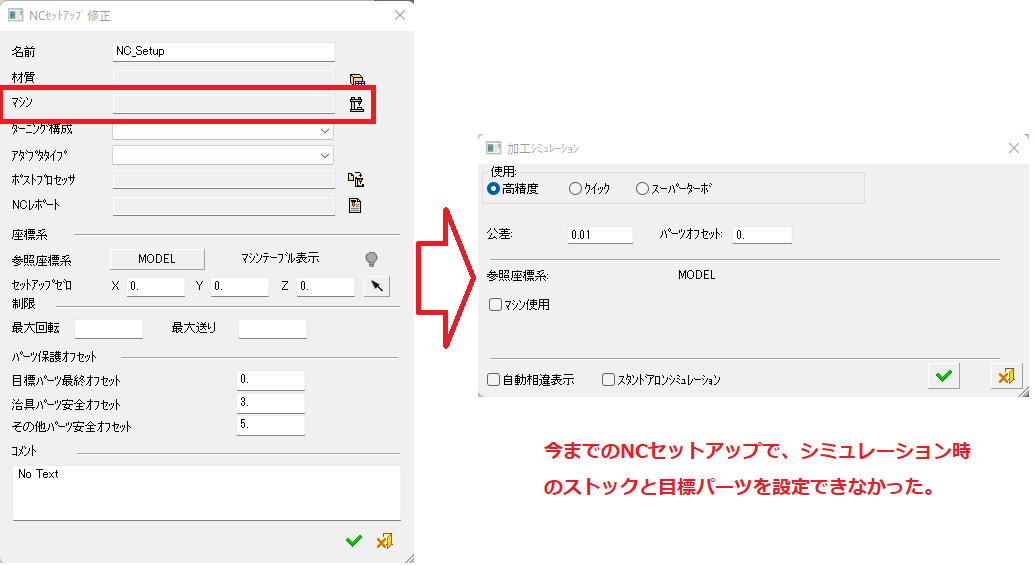 NCｾｯﾄｱｯﾌﾟ 修正
名前
NC_Setup
材質
ﾏｼﾝ
ﾀｰﾆﾝｸﾞ構成
ｱﾀﾞﾌﾟﾀﾀｲﾌﾟ
ﾎﾟｽﾄﾌﾟﾛｾｯｻ
NCﾚﾎﾟｰﾄ
座標系
参照座標系 MODEL ﾏｼﾝﾃｰﾌﾞﾙ表示
ｾｯﾄｱｯﾌﾟｾﾞﾛ X 0. Y 0. Z 0.
制限
最大回転 最大送り
ﾊﾟｰﾂ保護ｵﾌｾｯﾄ
目標ﾊﾟｰﾂ最終ｵﾌｾｯﾄ 0.
治具ﾊﾟｰﾂ安全ｵﾌｾｯﾄ 3.
その他ﾊﾟｰﾂ安全ｵﾌｾｯﾄ 5.
ｺﾒﾝﾄ
No Text
加工ｼﾐｭﾚｰｼｮﾝ
使用:
高精度 ｸｲｯｸ ｽｰﾊﾟｰﾀｰﾎﾞ
公差: 0.01 ﾊﾟｰﾂｵﾌｾｯﾄ: 0.
参照座標系: MODEL
ﾏｼﾝ使用
自動相違表示 ｽﾀﾝﾄﾞｱﾛﾝｼﾐｭﾚｰｼｮﾝ
今までのNCセットアップで、シミュレーション時
のストックと目標パーツを設定できなかった。